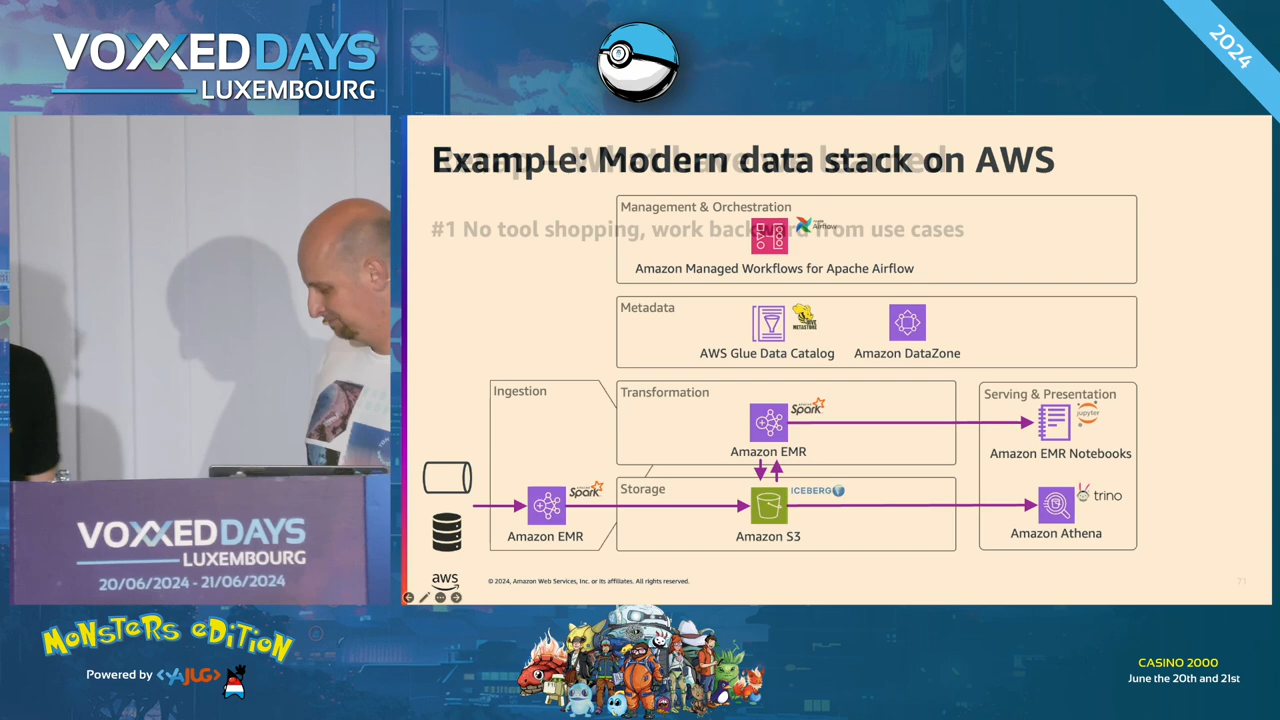 VOXXED DAYS
LUXEMBOURG
2024
Example: Modern data stack on AWS
#1 No tool shopping, work backward from use cases
Management & Orchestration
Airflow
Amazon Managed Workflows for Apache Airflow
Metadata
HIVE
METASTORE
AWS Glue Data Catalog
Amazon DataZone
Ingestion
Transformation
Serving & Presentation
Spark
jupyter
Amazon EMR
Amazon EMR Notebooks
Spark
Storage
ICEBERG
trino
Amazon EMR
Amazon S3
Amazon Athena
aws
© 2024, Amazon Web Services, Inc. or its affiliates. All rights reserved.
71
VOXXED DAYS
LUXEMBOURG
20/06/2024 - 21/06/2024
MONSTERS EDITION
Powered by <YAJUG>
CASINO 2000
June the 20th and 21st